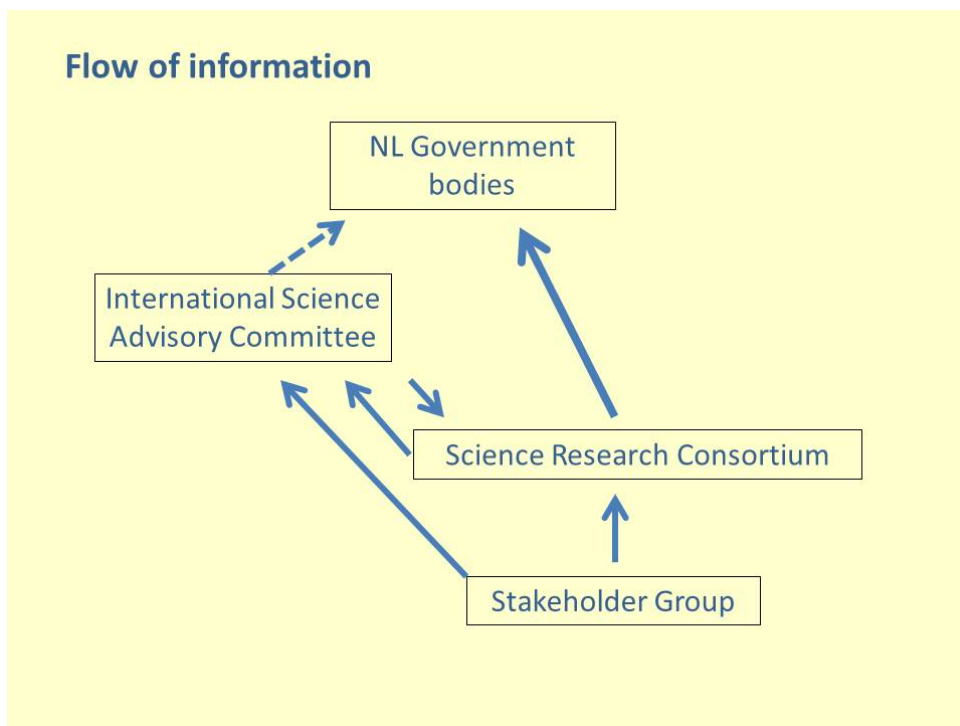 Flow of information
NL Government
bodies
International Science
Advisory Committee
Science Research Consortium
Stakeholder Group